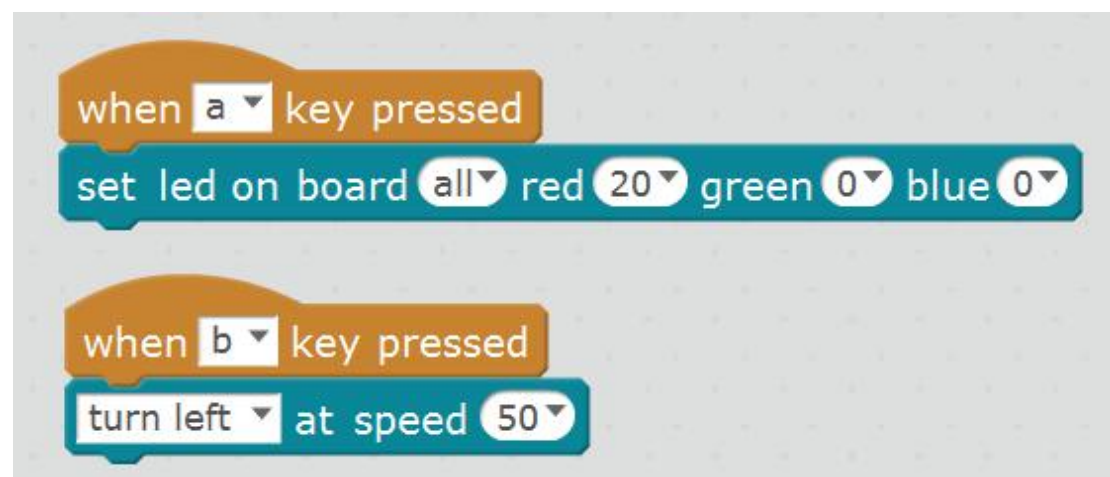 when a key pressed
set led on board all red 20 green 0 blue 0
when b key pressed
turn left at speed 50